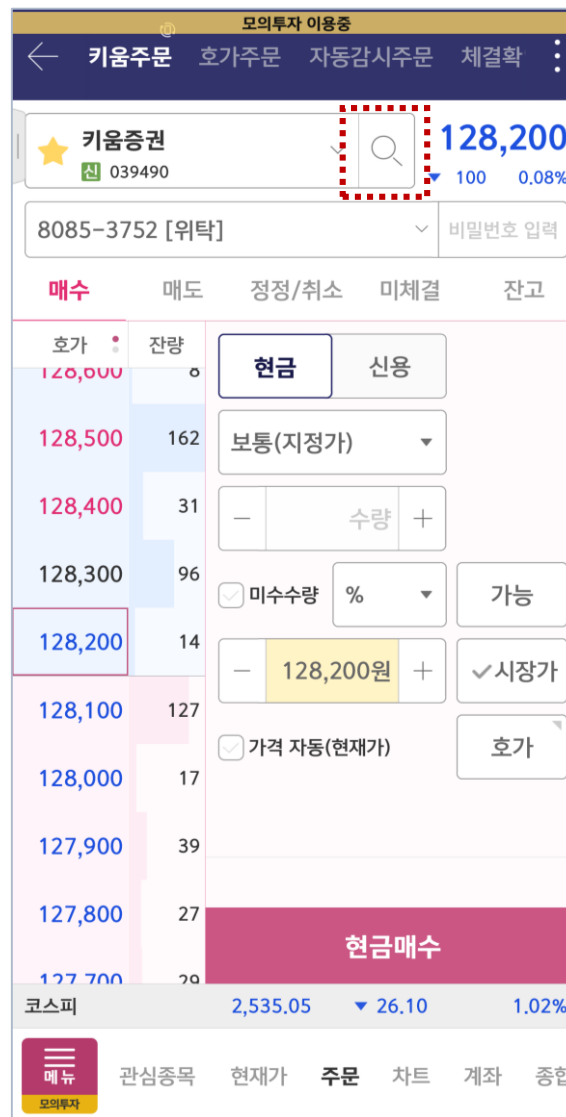 모의투자 이용중
키움주문 호가주문 자동감시주문 체결확
키움증권
신 039490
128,200
▼ 100 0.08%
8085-3752 [위탁] 비밀번호 입력
매수 매도 정정/취소 미체결 잔고
호가 잔량
현금 신용
128,600 8
128,500 162
보통(지정가)
128,400 31
수량
128,300 96
미수수량 % 가능
128,200 14
128,200원 시장가
128,100 127
가격 자동(현재가) 호가
128,000 17
127,900 39
127,800 27
현금매수
127,700 29
코스피 2,535.05 ▼ 26.10 1.02%
메뉴 관심종목 현재가 주문 차트 계좌 종합
모의투자